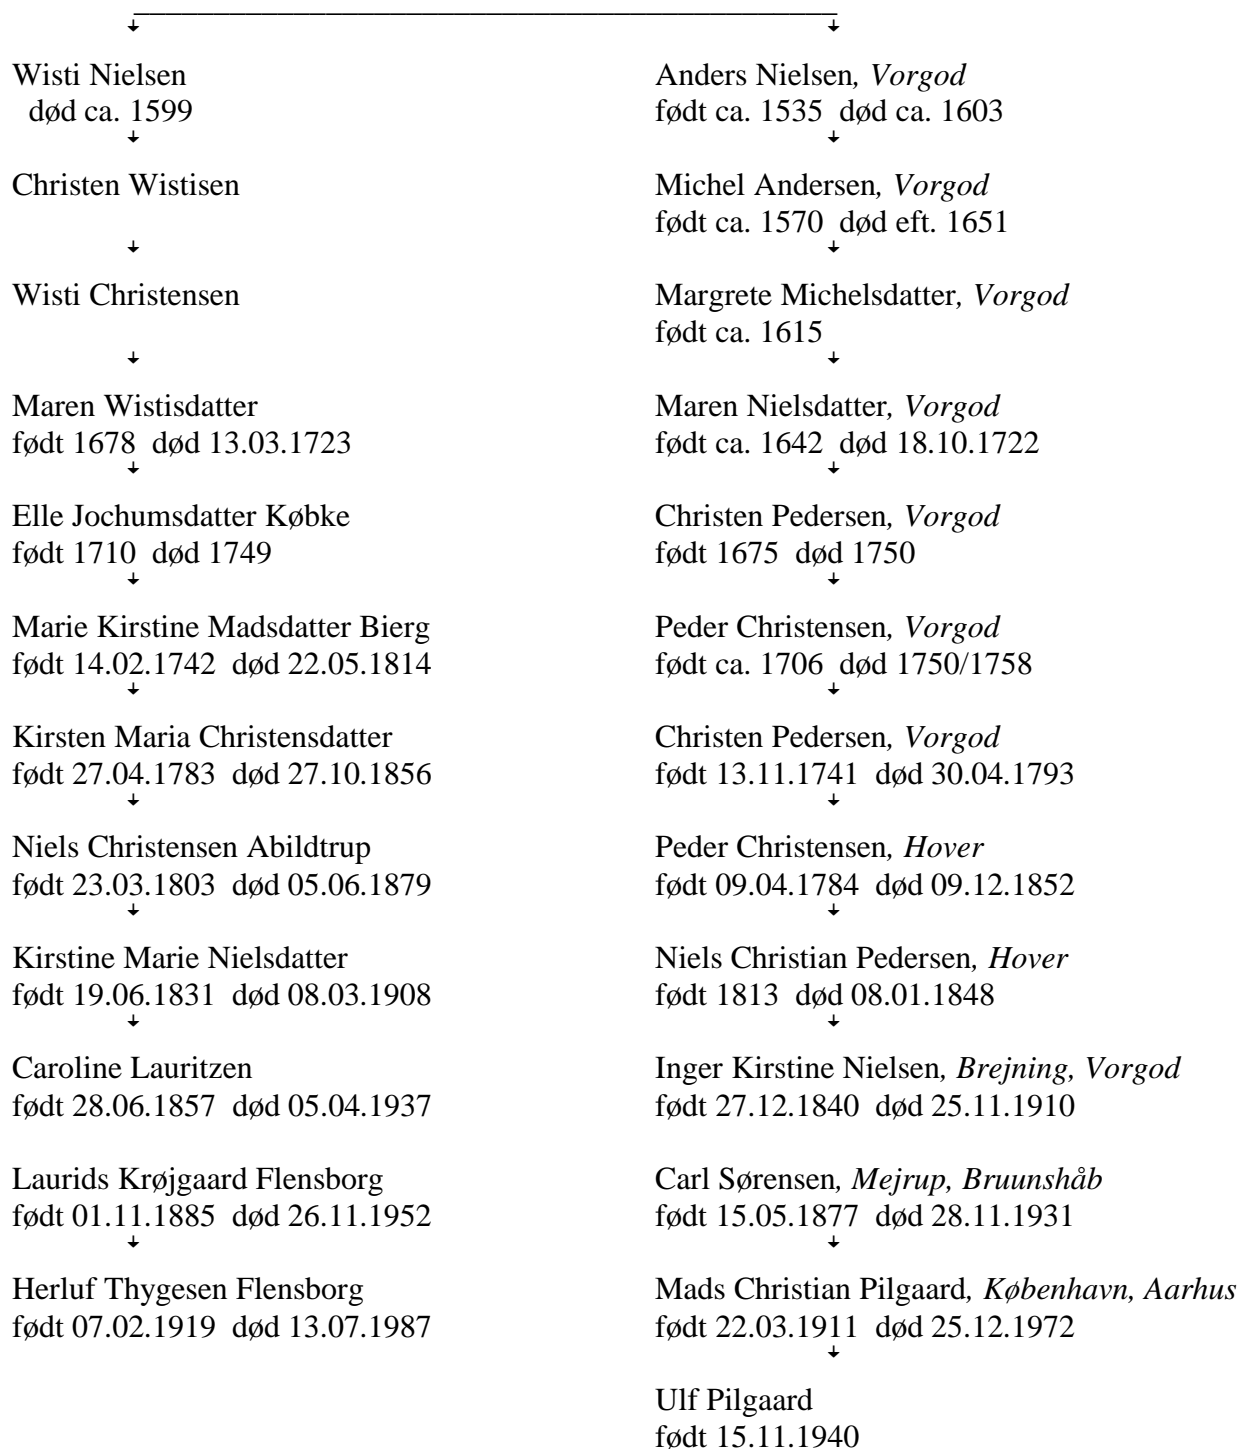 Wisti Nielsen
død ca. 1599
Christen Wistisen
Wisti Christensen
Maren Wistisdatter
født 1678 død 13.03.1723
Elle Jochumsdatter Købke
født 1710 død 1749
Marie Kirstine Madsdatter Bierg
født 14.02.1742 død 22.05.1814
Kirsten Maria Christensdatter
født 27.04.1783 død 27.10.1856
Niels Christensen Abildtrup
født 23.03.1803 død 05.06.1879
Kirstine Marie Nielsdatter
født 19.06.1831 død 08.03.1908
Caroline Lauritzen
født 28.06.1857 død 05.04.1937
Laurids Krøjgaard Flensborg
født 01.11.1885 død 26.11.1952
Herluf Thygesen Flensborg
født 07.02.1919 død 13.07.1987
Anders Nielsen, Vorgod
født ca. 1535 død ca. 1603
Michel Andersen, Vorgod
født ca. 1570 død eft. 1651
Margrete Michelsdatter, Vorgod
født ca. 1615
Maren Nielsdatter, Vorgod
født ca. 1642 død 18.10.1722
Christen Pedersen, Vorgod
født 1675 død 1750
Peder Christensen, Vorgod
født ca. 1706 død 1750/1758
Christen Pedersen, Vorgod
født 13.11.1741 død 30.04.1793
Peder Christensen, Hover
født 09.04.1784 død 09.12.1852
Niels Christian Pedersen, Hover
født 1813 død 08.01.1848
Inger Kirstine Nielsen, Brejning, Vorgod
født 27.12.1840 død 25.11.1910
Carl Sørensen, Mejrup, Bruunshåb
født 15.05.1877 død 28.11.1931
Mads Christian Pilgaard, København, Aarhus
født 22.03.1911 død 25.12.1972
Ulf Pilgaard
født 15.11.1940